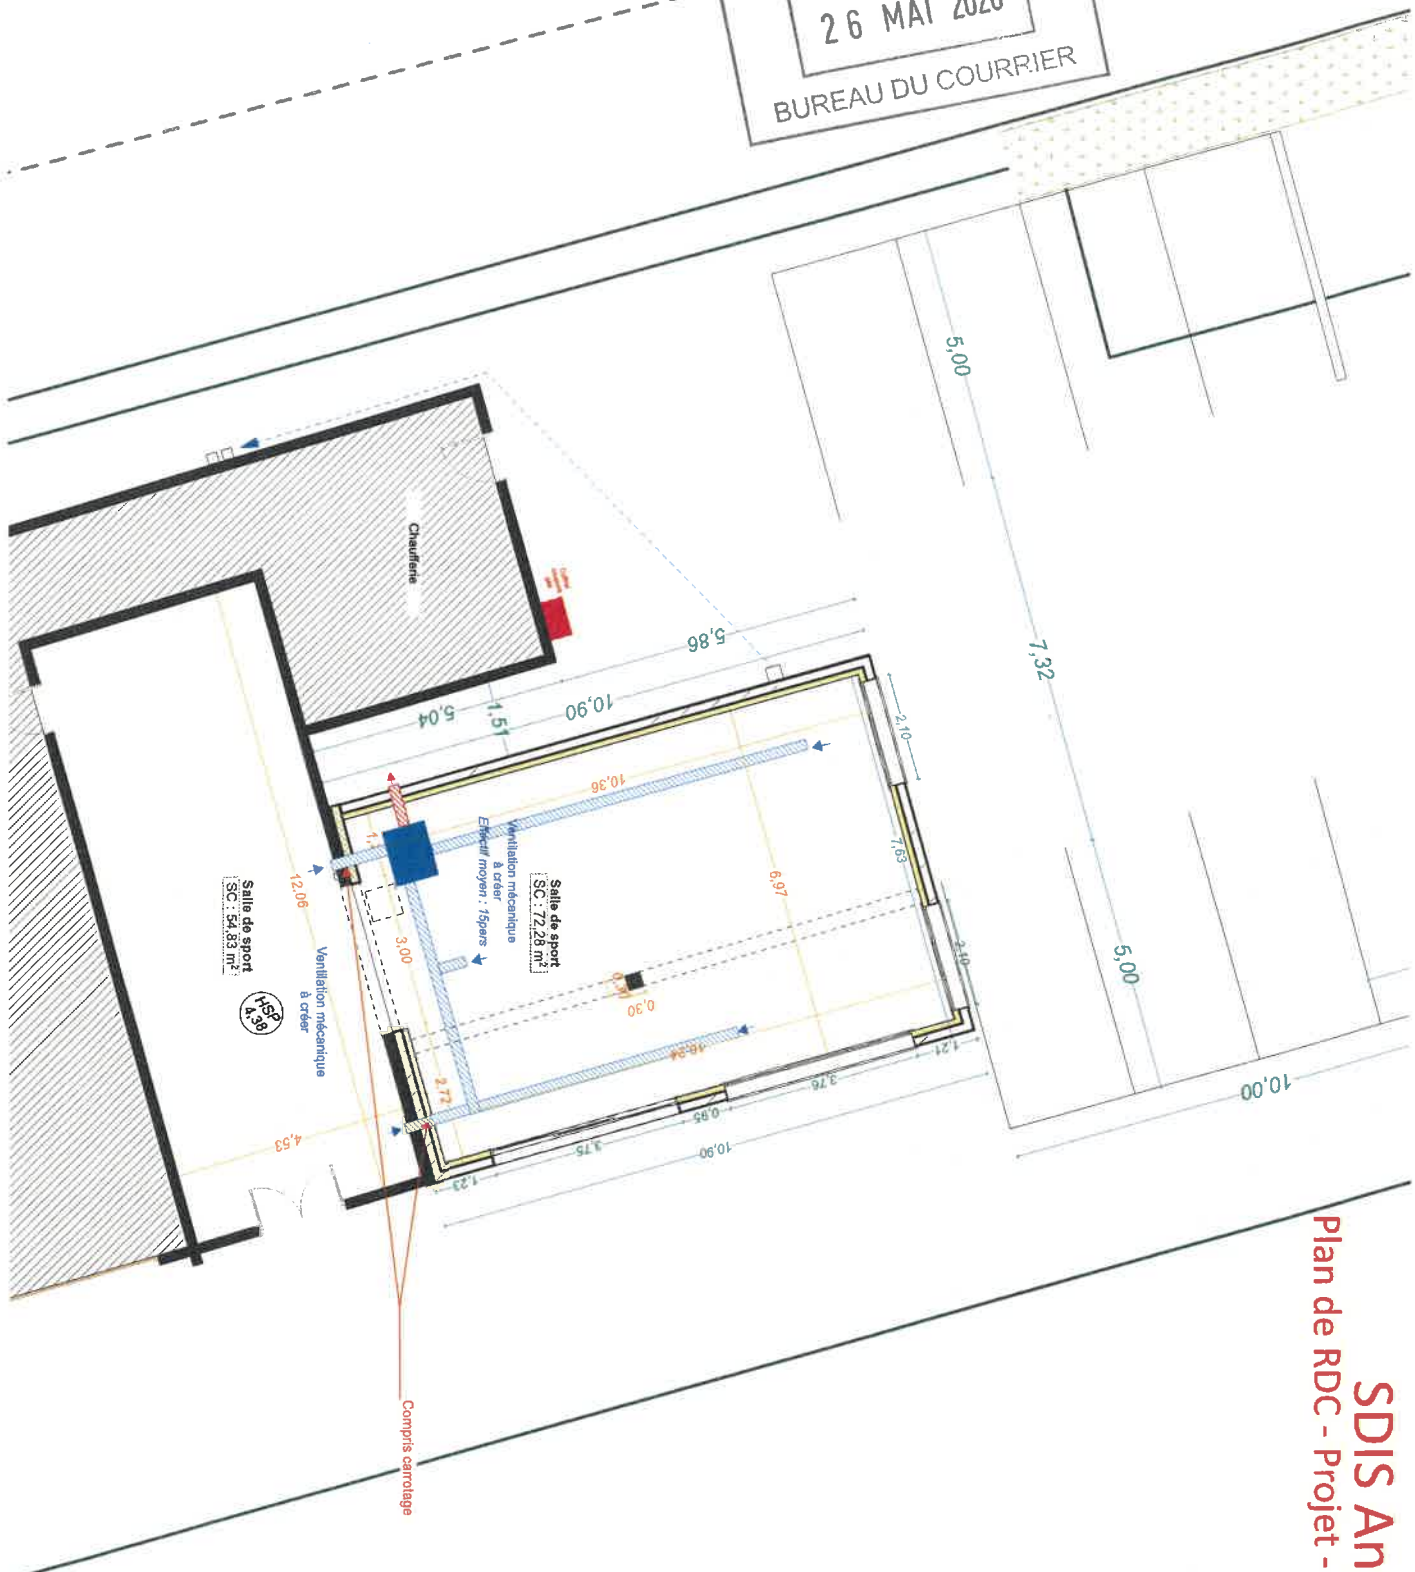 26 MAI 2020
BUREAU DU COURRIER
SDIS An
Plan de RDC - Projet -
5,00
7,32
5,00
10,00
Chaufferie
5,86
10,90
5,04
1,51
2,10
7,63
2,10
10,36
6,97
Ventilation mécanique
à créer
Effectif moyen : 15pers
Salle de sport
SC : 72,28 m²
0,30
3,00
2,72
12,06
Salle de sport
SC : 54,83 m²
HSP
4,38
Ventilation mécanique
à créer
4,53
10,24
1,21
3,76
0,95
3,75
1,23
10,90
Compris carrotage